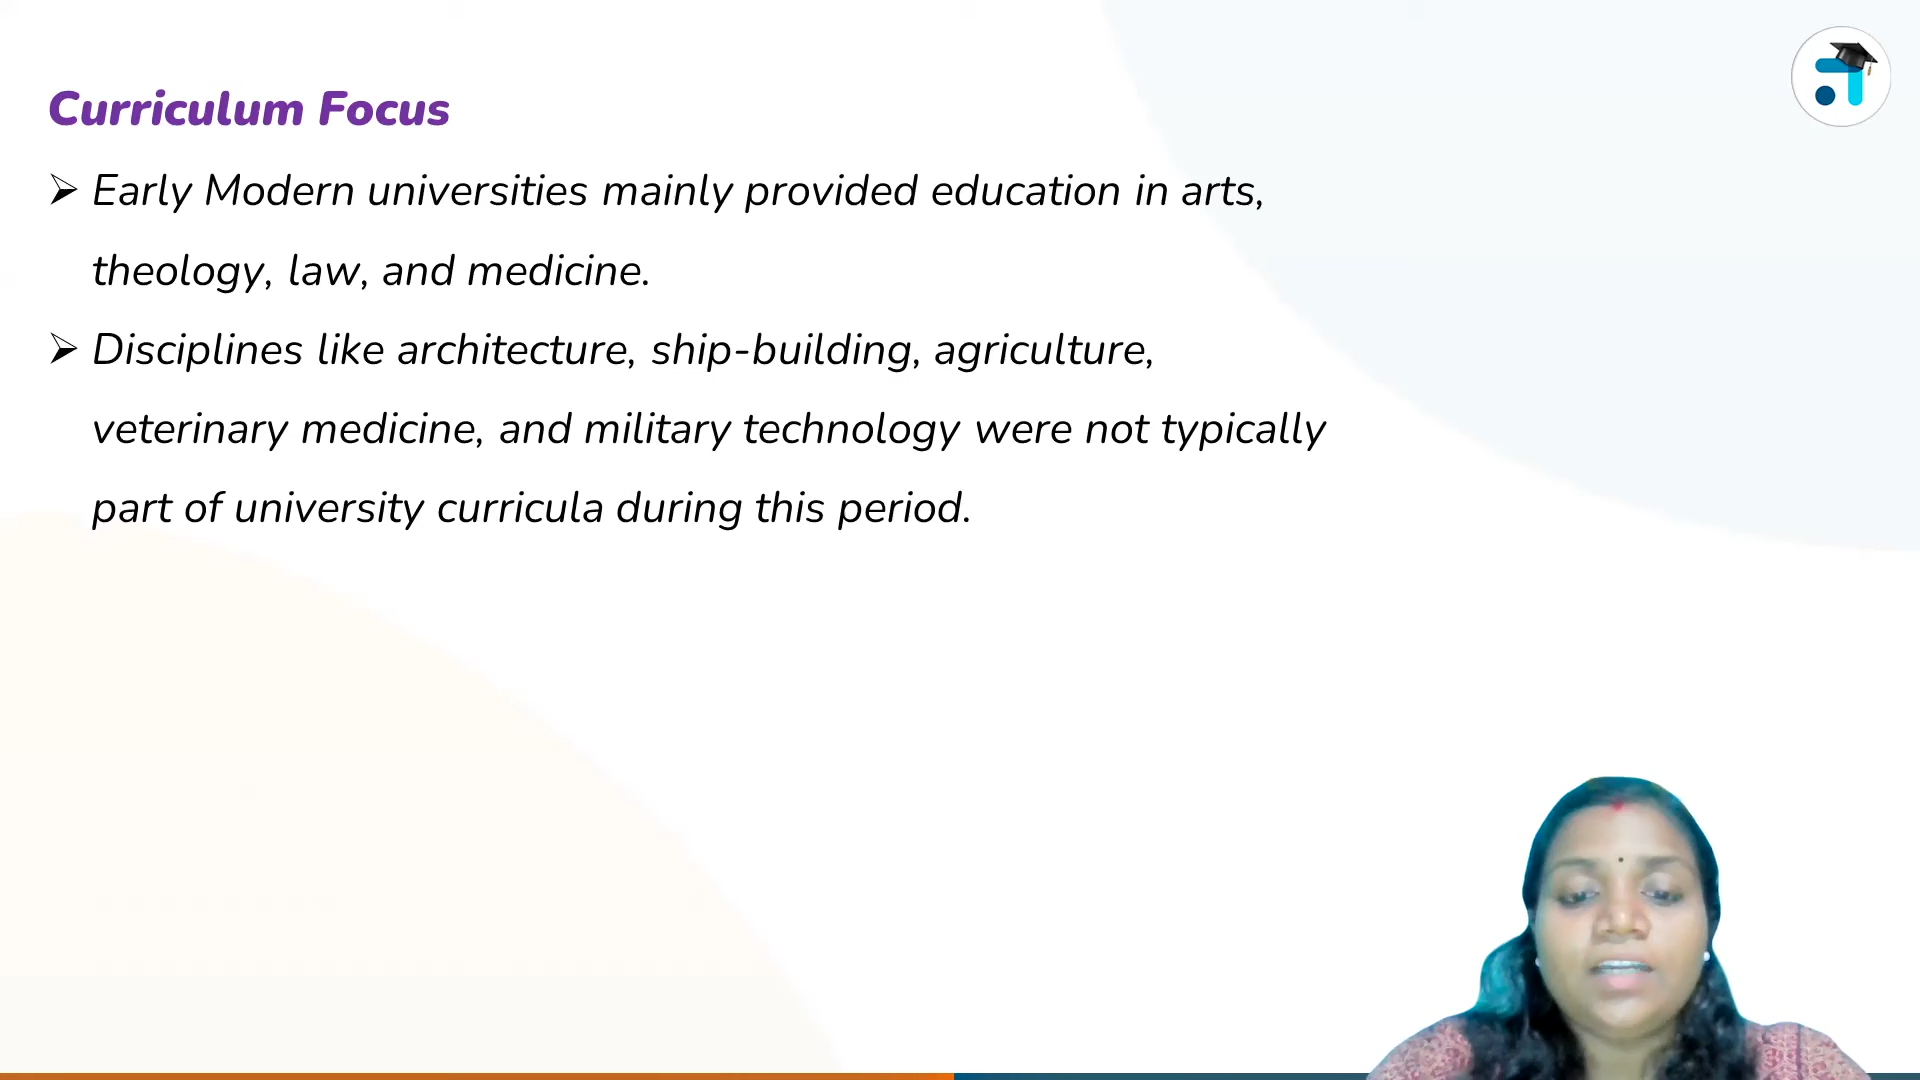 Curriculum Focus
➢ Early Modern universities mainly provided education in arts,
theology, law, and medicine.
➢ Disciplines like architecture, ship-building, agriculture,
veterinary medicine, and military technology were not typically
part of university curricula during this period.